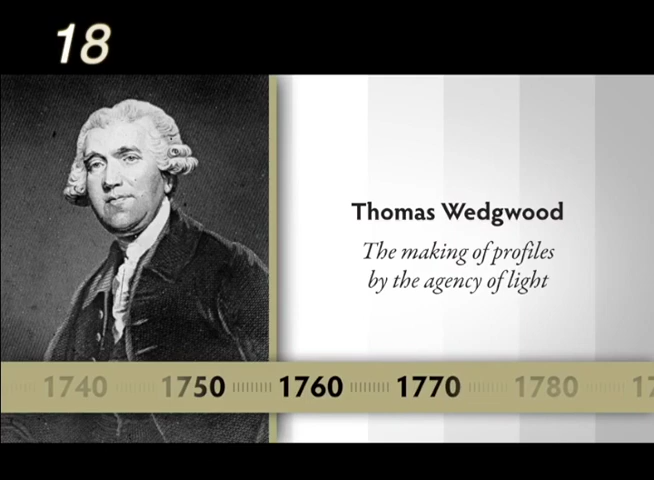 18
Thomas Wedgwood
The making of profiles
by the agency of light
1740 1750 1760 1770 1780